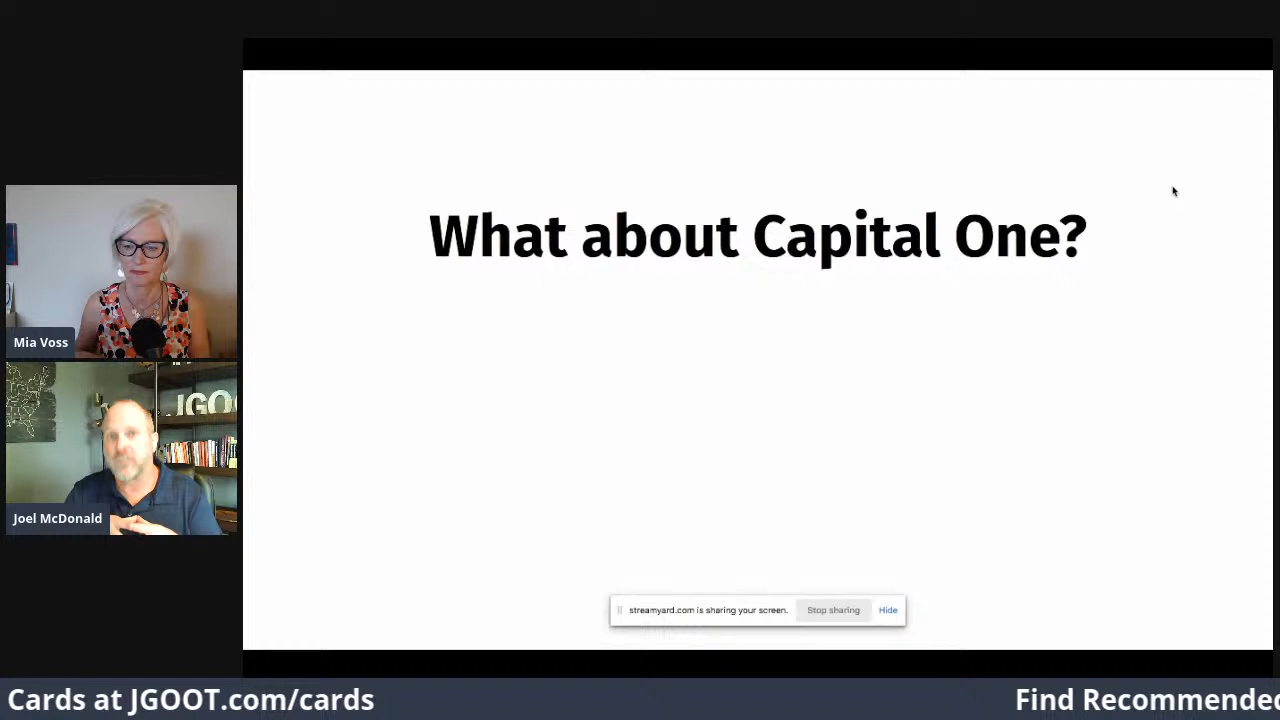 What about Capital One?
Mia Voss
JGO
Joel McDonald
streamyard.com is sharing your screen. Stop sharing Hide
Cards at JGOOT.com/cards Find Recommended